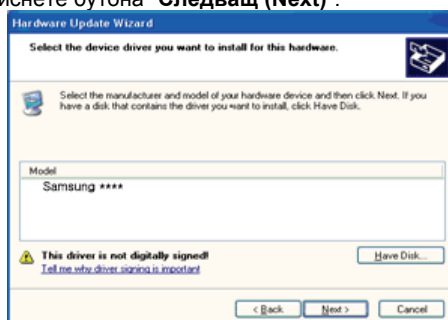 снете бутона "Следващ (Next)".
Hardware Update Wizard
Select the device driver you want to install for this hardware.
Select the manufacturer and model of your hardware device and then click Next. If you
have a disk that contains the driver you want to install, click Have Disk.
Model
Samsung ****
This driver is not digitally signed!
Tell me why driver signing is important
Have Disk...
< Back
Next >
Cancel